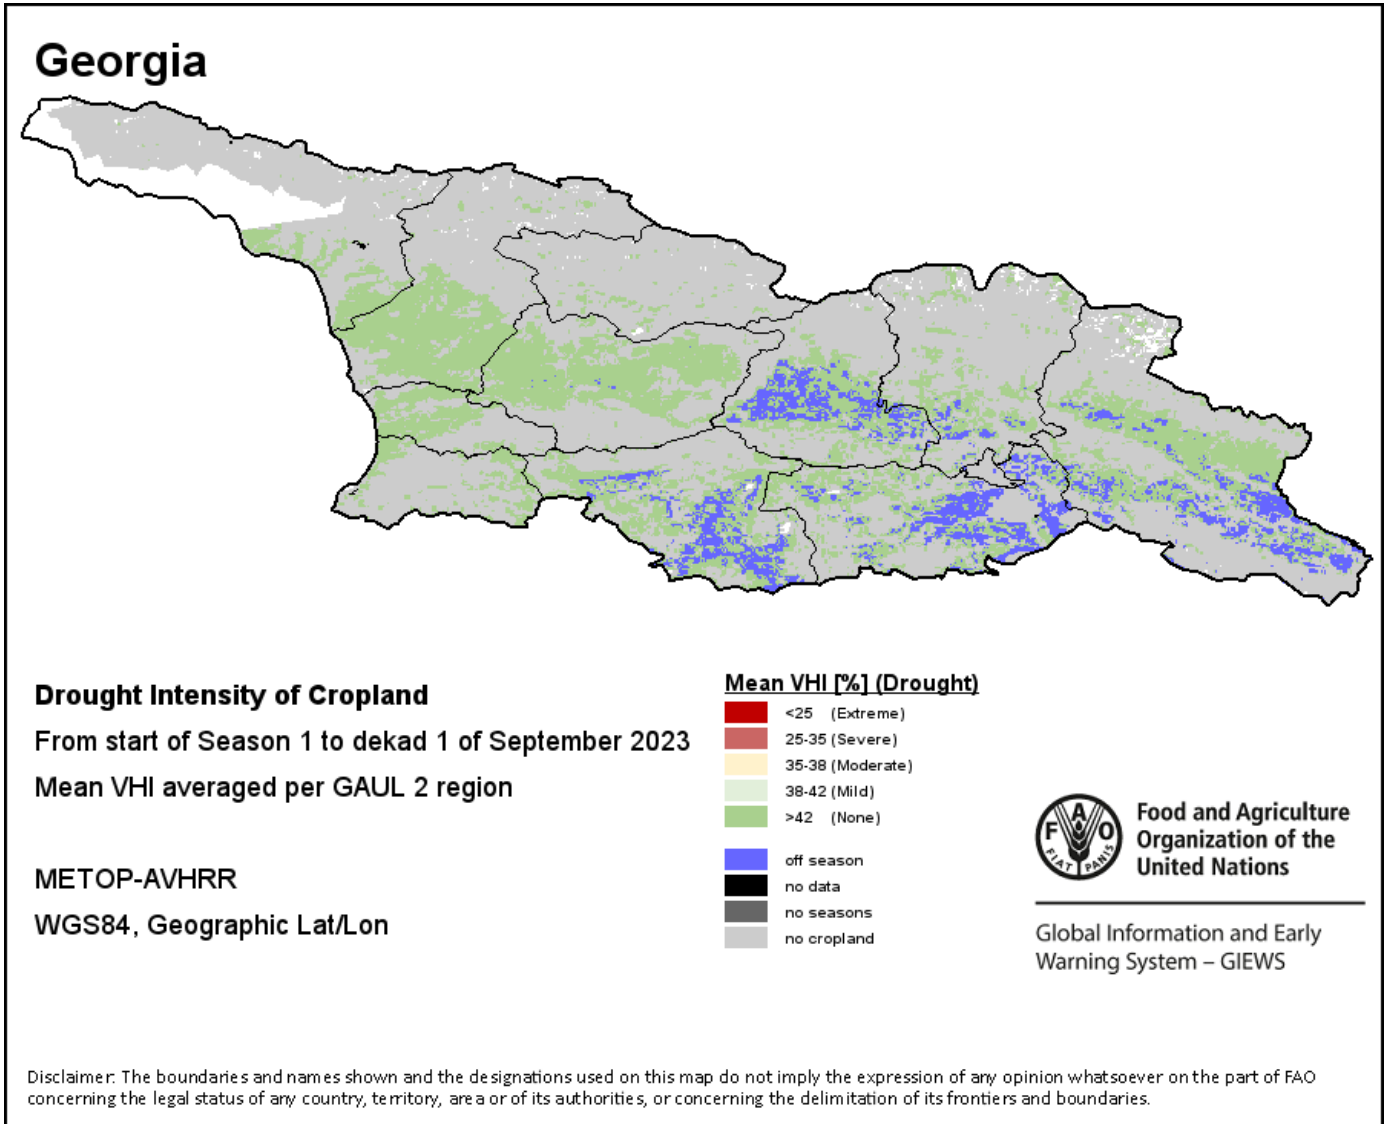 Georgia
Drought Intensity of Cropland
From start of Season 1 to dekad 1 of September 2023
Mean VHI averaged per GAUL 2 region
METOP-AVHRR
WGS84, Geographic Lat/Lon
Mean VHI [%] (Drought)
<25 (Extreme)
25-35 (Severe)
35-38 (Moderate)
38-42 (Mild)
>42 (None)
off season
no data
no seasons
no cropland
F A O
FIAT PANIS
Food and Agriculture
Organization of the
United Nations
Global Information and Early
Warning System – GIEWS
Disclaimer: The boundaries and names shown and the designations used on this map do not imply the expression of any opinion whatsoever on the part of FAO
concerning the legal status of any country, territory, area or of its authorities, or concerning the delimitation of its frontiers and boundaries.